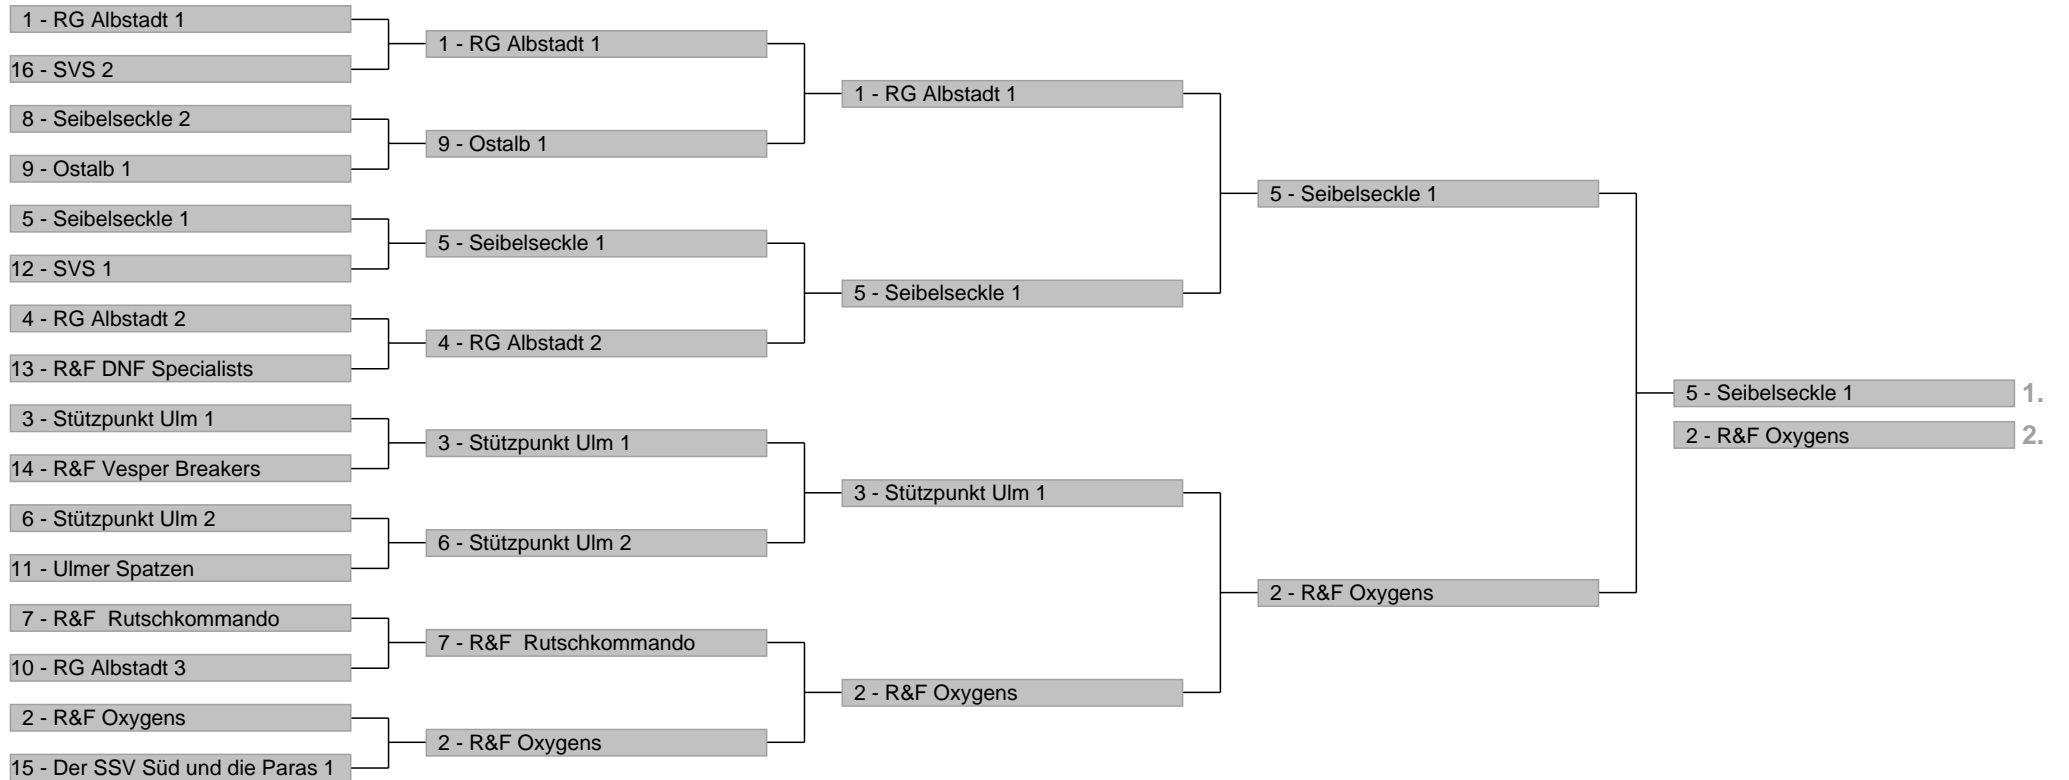 1 - RG Albstadt 1
16 - SVS 2
8 - Seibelseckle 2
9 - Ostalb 1
5 - Seibelseckle 1
12 - SVS 1
4 - RG Albstadt 2
13 - R&F DNF Specialists
3 - Stützpunkt Ulm 1
14 - R&F Vesper Breakers
6 - Stützpunkt Ulm 2
11 - Ulmer Spatzen
7 - R&F  Rutschkommando
10 - RG Albstadt 3
2 - R&F Oxygens
15 - Der SSV Süd und die Paras 1
1 - RG Albstadt 1
9 - Ostalb 1
5 - Seibelseckle 1
4 - RG Albstadt 2
3 - Stützpunkt Ulm 1
6 - Stützpunkt Ulm 2
7 - R&F  Rutschkommando
2 - R&F Oxygens
1 - RG Albstadt 1
5 - Seibelseckle 1
3 - Stützpunkt Ulm 1
2 - R&F Oxygens
5 - Seibelseckle 1
2 - R&F Oxygens
5 - Seibelseckle 1 1.
2 - R&F Oxygens 2.